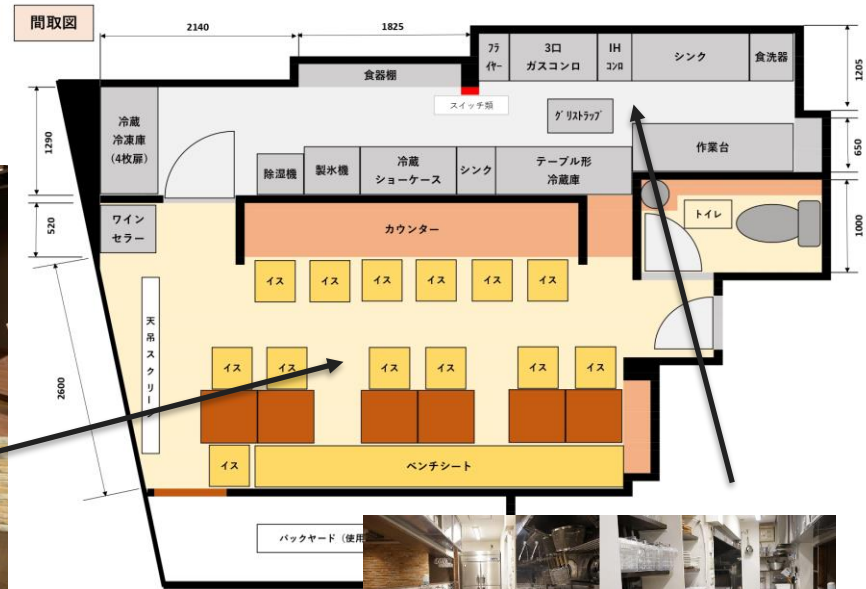 間取図
2140
1825
1205
650
1000
1290
520
2600
フラ
イヤー
3口
ガスコンロ
IH
コンロ
シンク
食洗器
食器棚
スイッチ類
グリストラップ
冷蔵
冷凍庫
(4枚扉)
除湿機
製氷機
冷蔵
ショーケース
シンク
テーブル形
冷蔵庫
作業台
ワイン
セラー
カウンター
トイレ
イス
イス
イス
イス
イス
イス
天吊スクリーン
イス
イス
イス
イス
イス
イス
イス
ベンチシート
バックヤード（使用